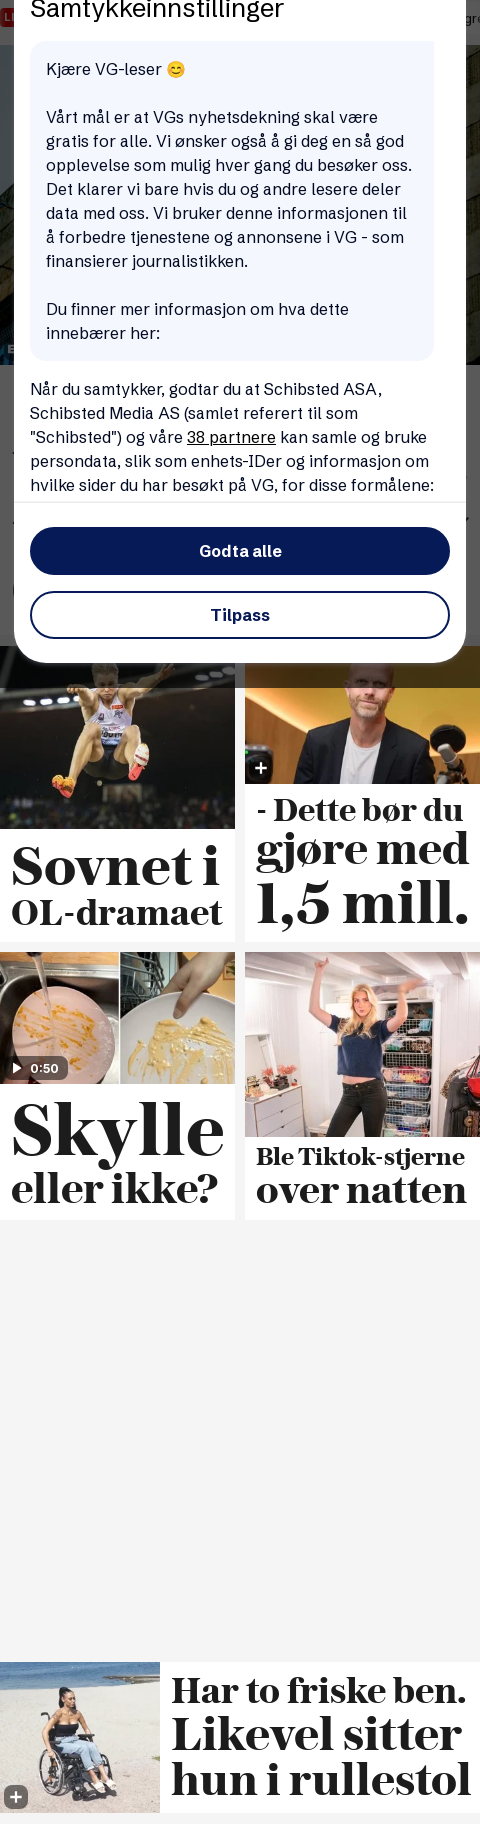 Samtykkeinnstillinger
Kjære VG-leser 😊
Vårt mål er at VGs nyhetsdekning skal være
gratis for alle. Vi ønsker også å gi deg en så god
opplevelse som mulig hver gang du besøker oss.
Det klarer vi bare hvis du og andre lesere deler
data med oss. Vi bruker denne informasjonen til
å forbedre tjenestene og annonsene i VG - som
finansierer journalistikken.
Du finner mer informasjon om hva dette
innebærer her:
Når du samtykker, godtar du at Schibsted ASA,
Schibsted Media AS (samlet referert til som
"Schibsted") og våre 38 partnere kan samle og bruke
persondata, slik som enhets-IDer og informasjon om
hvilke sider du har besøkt på VG, for disse formålene:
Godta alle
Tilpass
Sovnet i
OL-dramaet
- Dette bør du
gjøre med
1,5 mill.
0:50
Skylle
eller ikke?
Ble Tiktok-stjerne
over natten
Har to friske ben.
Likevel sitter
hun i rullestol